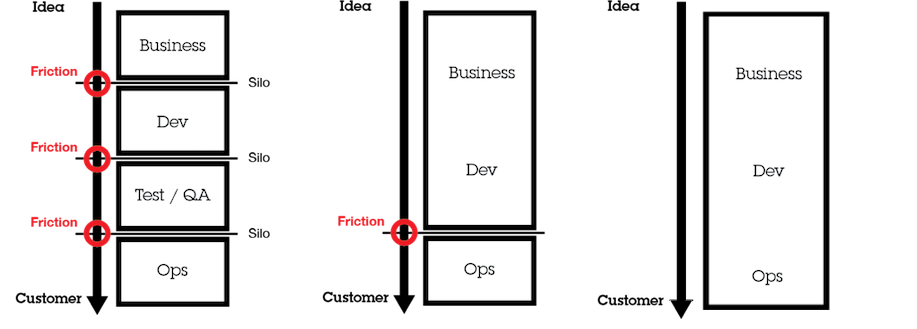 Idea
Business
Friction
Silo
Dev
Friction
Silo
Test / QA
Friction
Silo
Ops
Customer
Idea
Business
Dev
Friction
Ops
Customer
Idea
Business
Dev
Ops
Customer